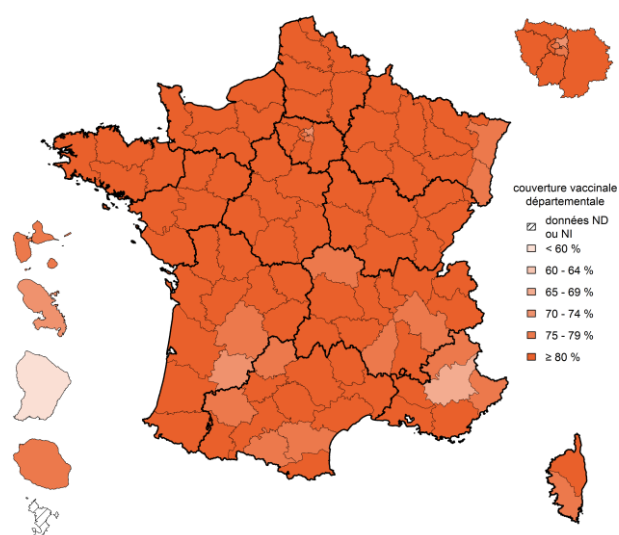 couverture vaccinale
départementale
données ND
ou NI
< 60 %
60 - 64 %
65 - 69 %
70 - 74 %
75 - 79 %
≥ 80 %